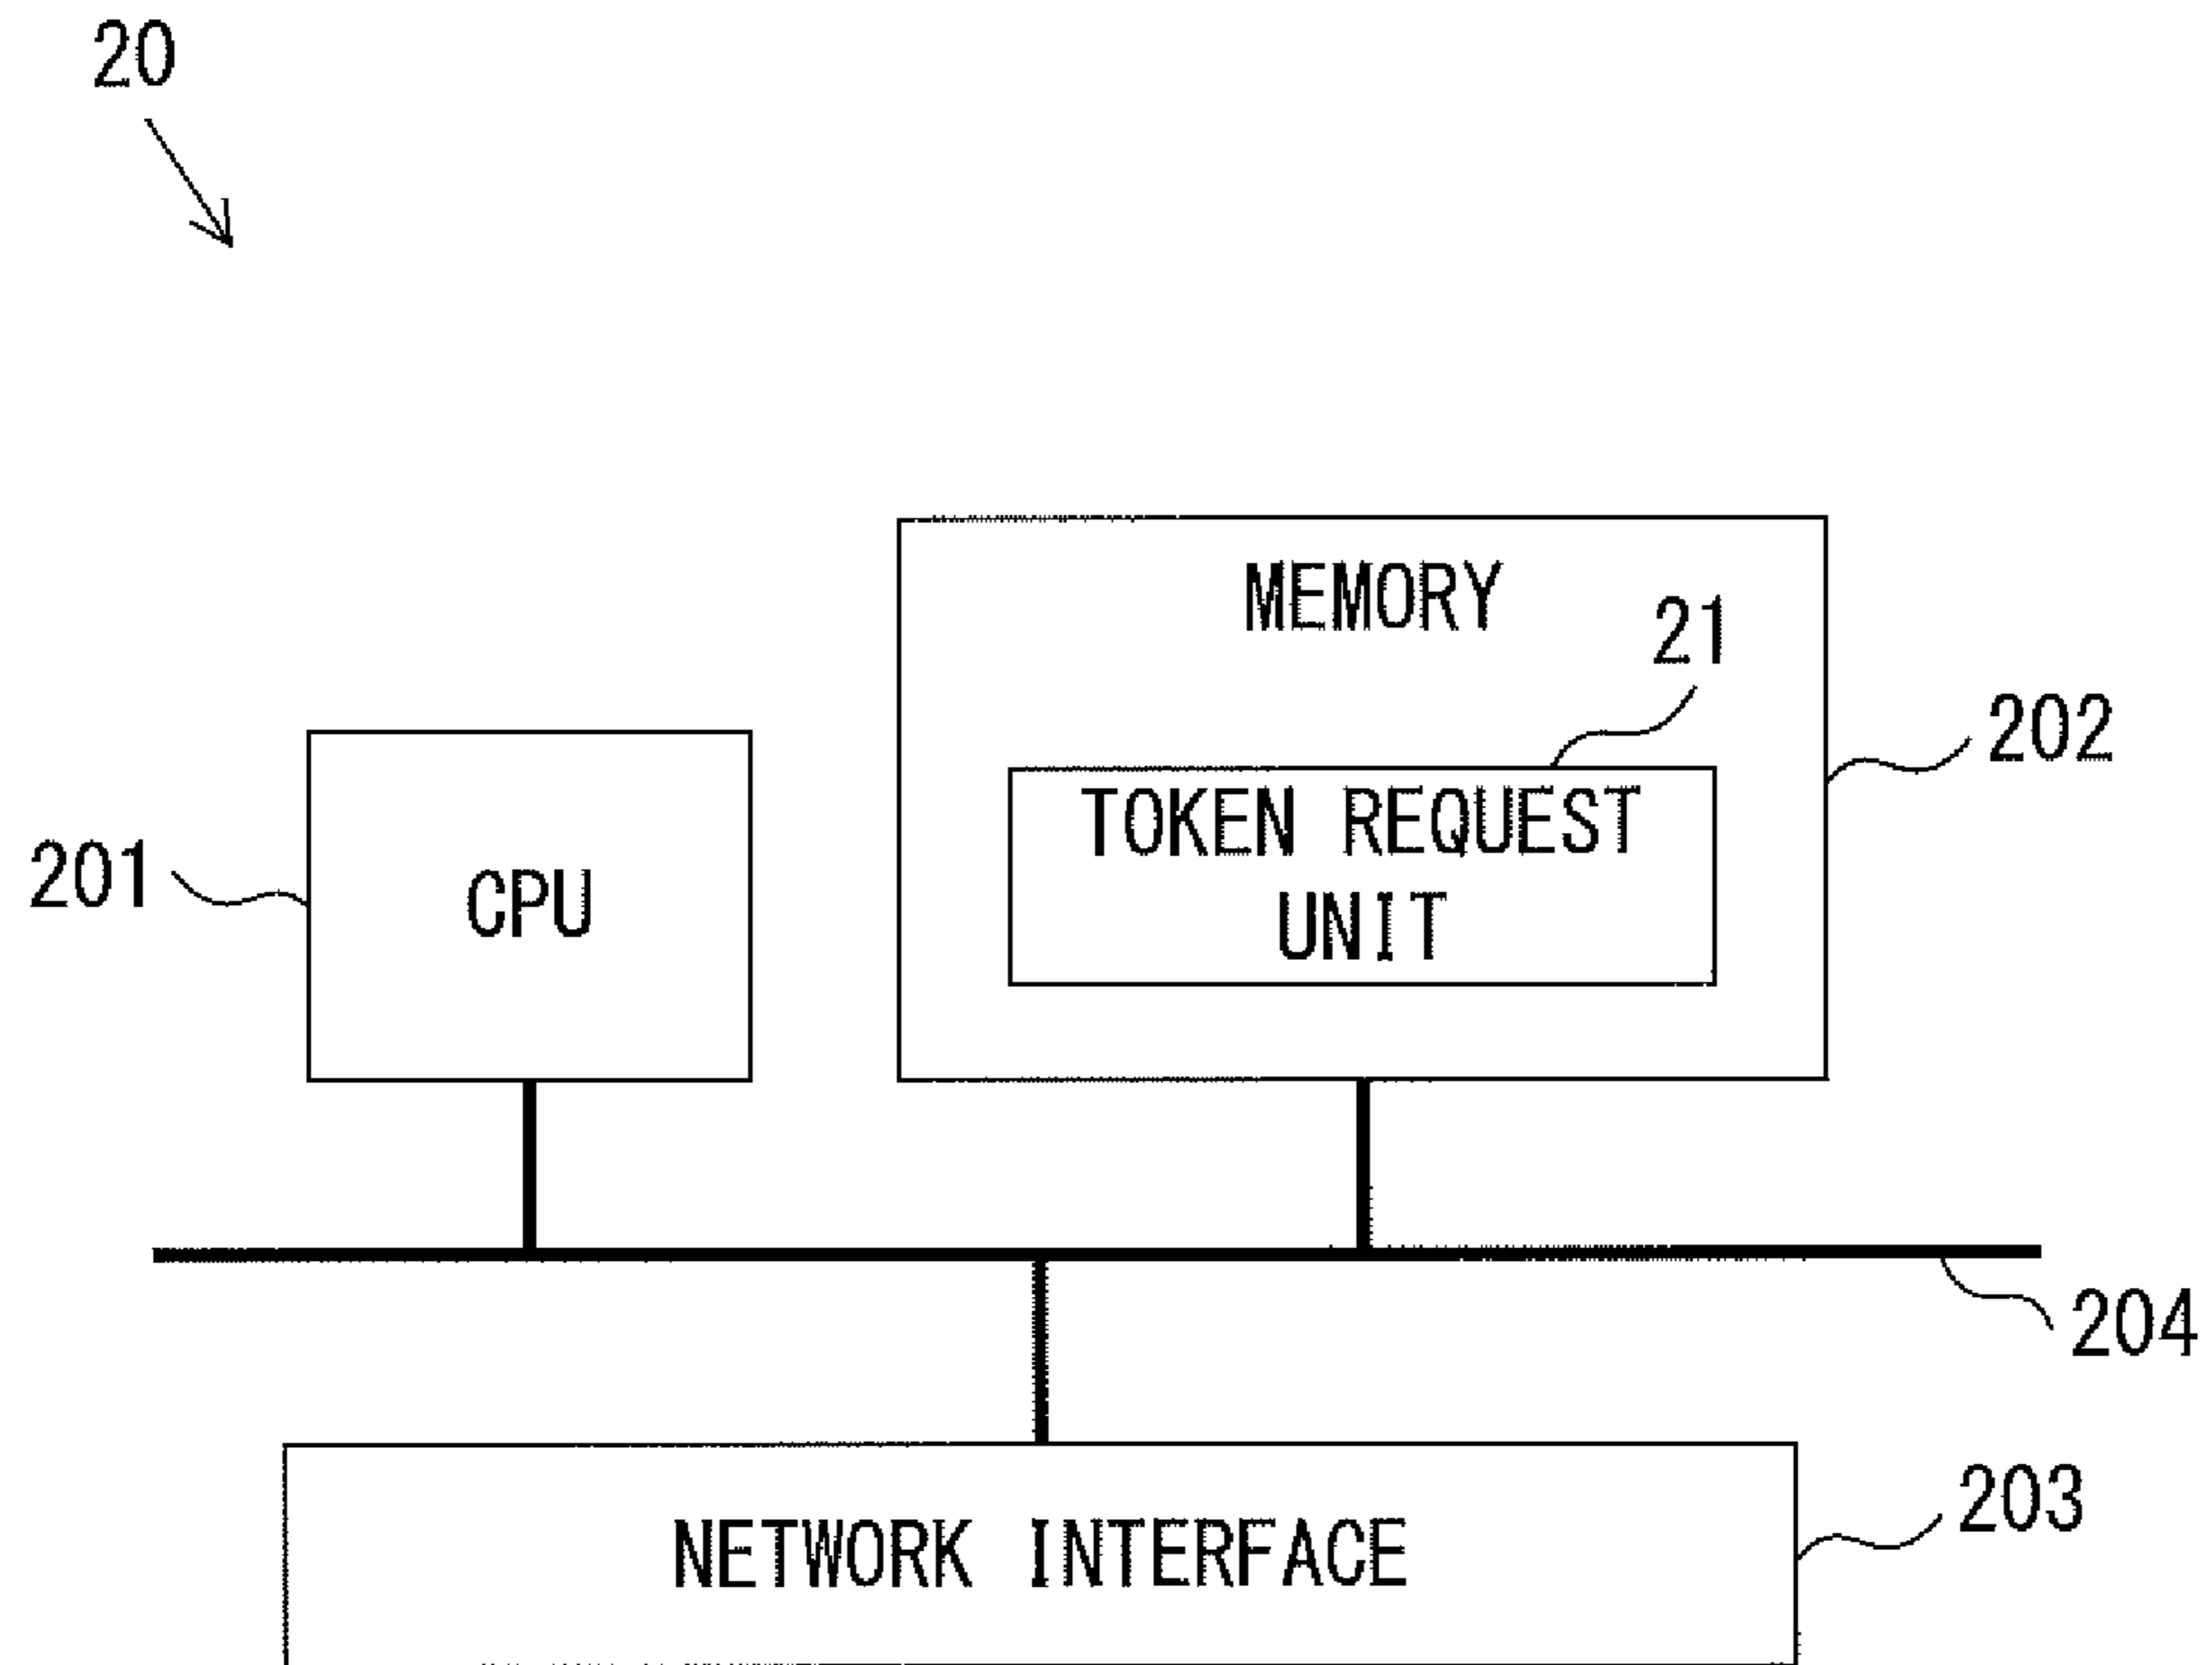 20
MEMORY
21
202
TOKEN REQUEST
UNIT
201
CPU
204
203
NETWORK INTERFACE